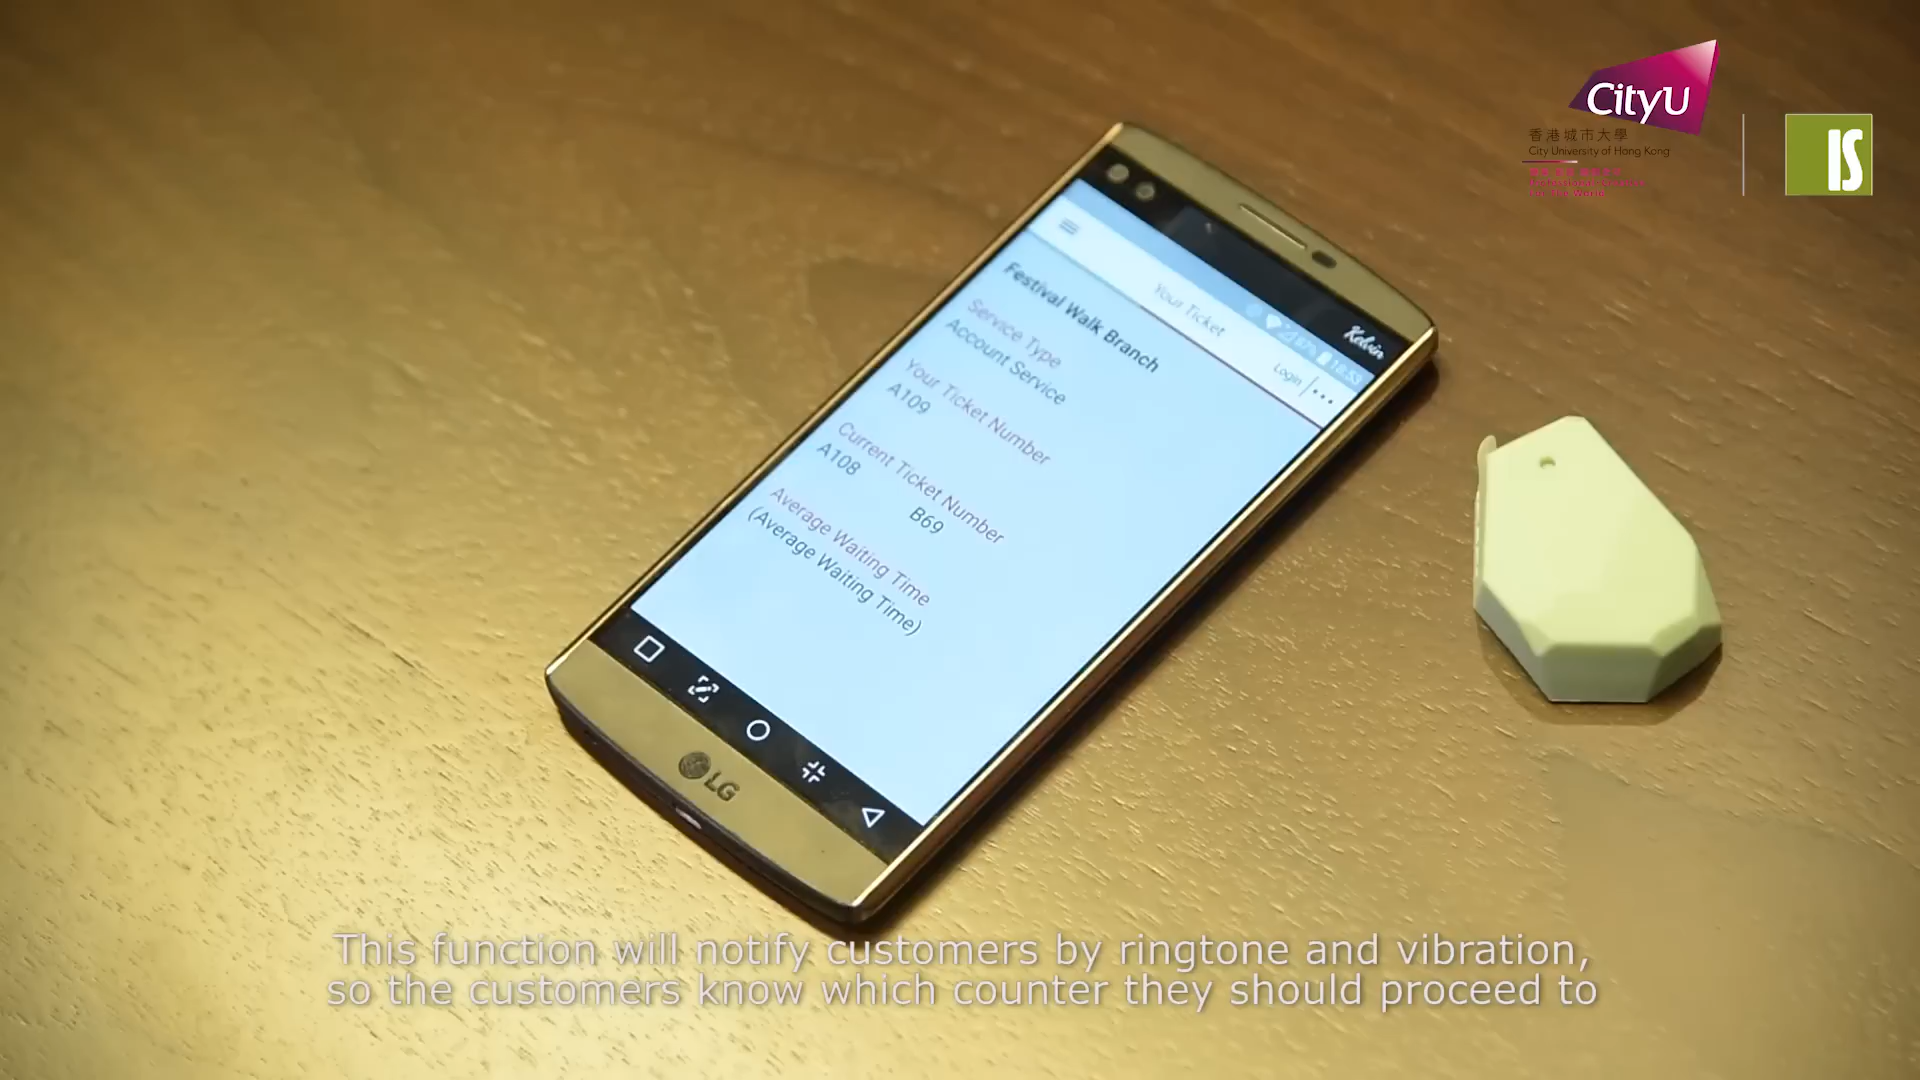 CityU
香港城市大學
City University of Hong Kong
IS
Kelvin
87% 18:53
Your Ticket
Login
Festival Walk Branch
Service Type
Account Service
Your Ticket Number
A109
Current Ticket Number
A108 B69
Average Waiting Time
(Average Waiting Time)
LG
This function will notify customers by ringtone and vibration,
so the customers know which counter they should proceed to